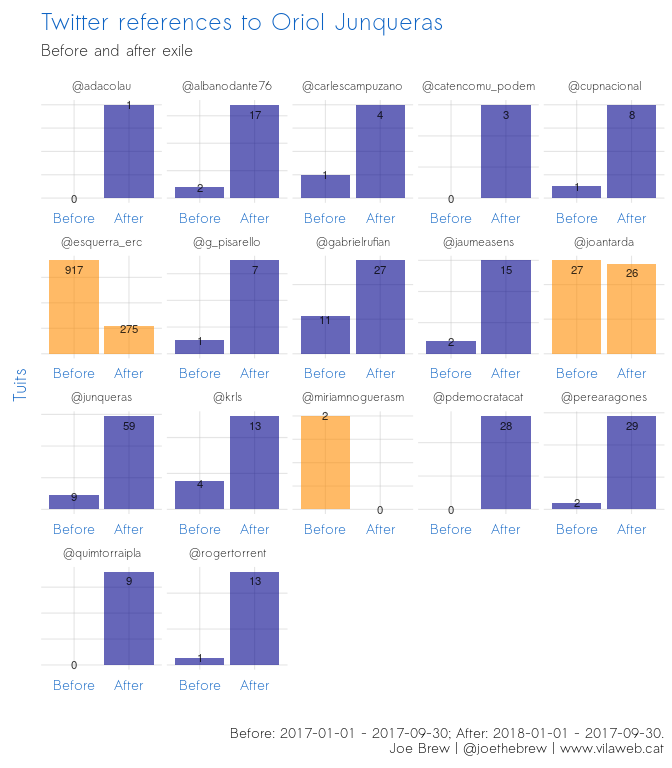 Twitter references to Oriol Junqueras
Before and after exile
@adacolau @albanodante76 @carlescampuzano @catencomu_podem @cupnacional
0 1 2 17 1 4 0 3 1 8
Before After Before After Before After Before After Before After
@esquerra_erc @g_pisarello @gabrielrufian @jaumeasens @joantarda
917 275 1 7 11 27 2 15 27 26
Before After Before After Before After Before After Before After
Tuits
@junqueras @krls @miriamnoguerasm @pdemocratacat @perearagones
9 59 4 13 2 0 0 28 2 29
Before After Before After Before After Before After Before After
@quimtorraipla @rogertorrent
0 9 1 13
Before After Before After
Before: 2017-01-01 - 2017-09-30; After: 2018-01-01 - 2017-09-30.
Joe Brew | @joethebrew | www.vilaweb.cat